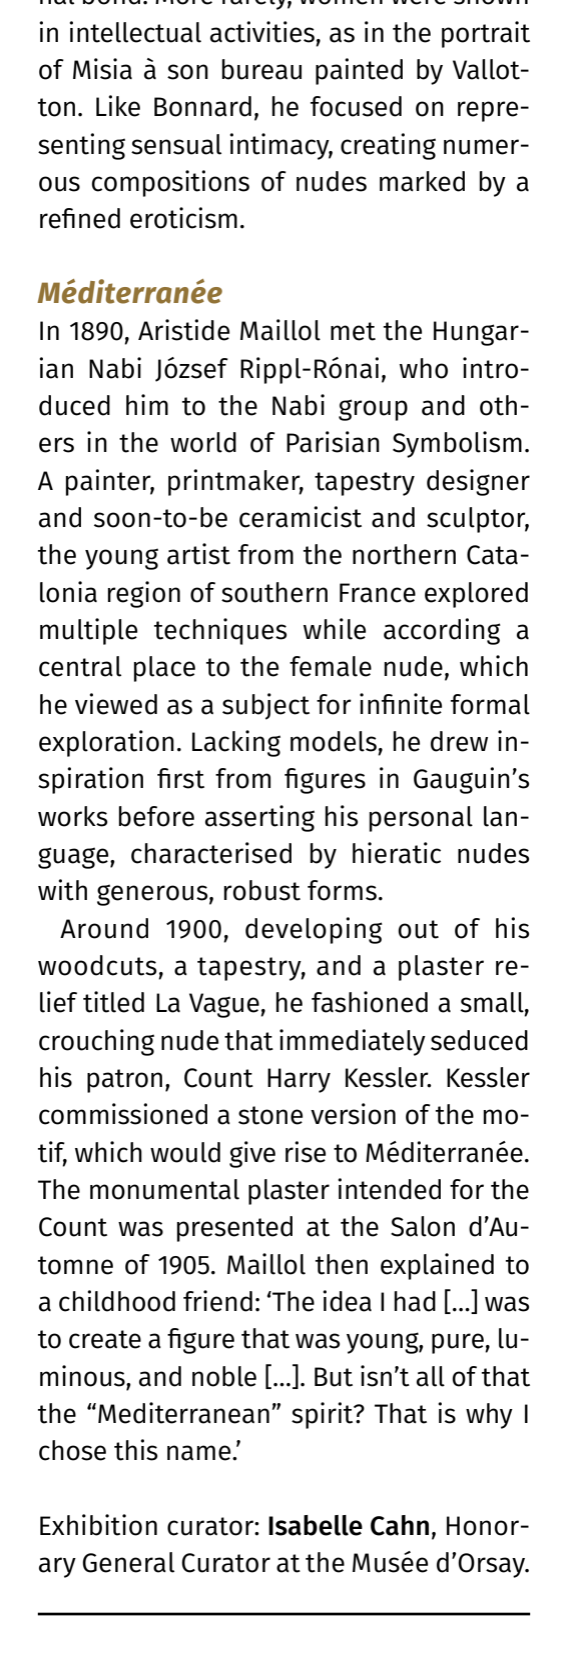 nal bond. More rarely, women were shown
in intellectual activities, as in the portrait
of Misia à son bureau painted by Vallot-
ton. Like Bonnard, he focused on repre-
senting sensual intimacy, creating numer-
ous compositions of nudes marked by a
refined eroticism.
Méditerranée
In 1890, Aristide Maillol met the Hungar-
ian Nabi József Rippl-Rónai, who intro-
duced him to the Nabi group and oth-
ers in the world of Parisian Symbolism.
A painter, printmaker, tapestry designer
and soon-to-be ceramicist and sculptor,
the young artist from the northern Cata-
lonia region of southern France explored
multiple techniques while according a
central place to the female nude, which
he viewed as a subject for infinite formal
exploration. Lacking models, he drew in-
spiration first from figures in Gauguin’s
works before asserting his personal lan-
guage, characterised by hieratic nudes
with generous, robust forms.
Around 1900, developing out of his
woodcuts, a tapestry, and a plaster re-
lief titled La Vague, he fashioned a small,
crouching nude that immediately seduced
his patron, Count Harry Kessler. Kessler
commissioned a stone version of the mo-
tif, which would give rise to Méditerranée.
The monumental plaster intended for the
Count was presented at the Salon d’Au-
tomne of 1905. Maillol then explained to
a childhood friend: ‘The idea I had [...] was
to create a figure that was young, pure, lu-
minous, and noble [...]. But isn’t all of that
the “Mediterranean” spirit? That is why I
chose this name.’
Exhibition curator: Isabelle Cahn, Honor-
ary General Curator at the Musée d’Orsay.